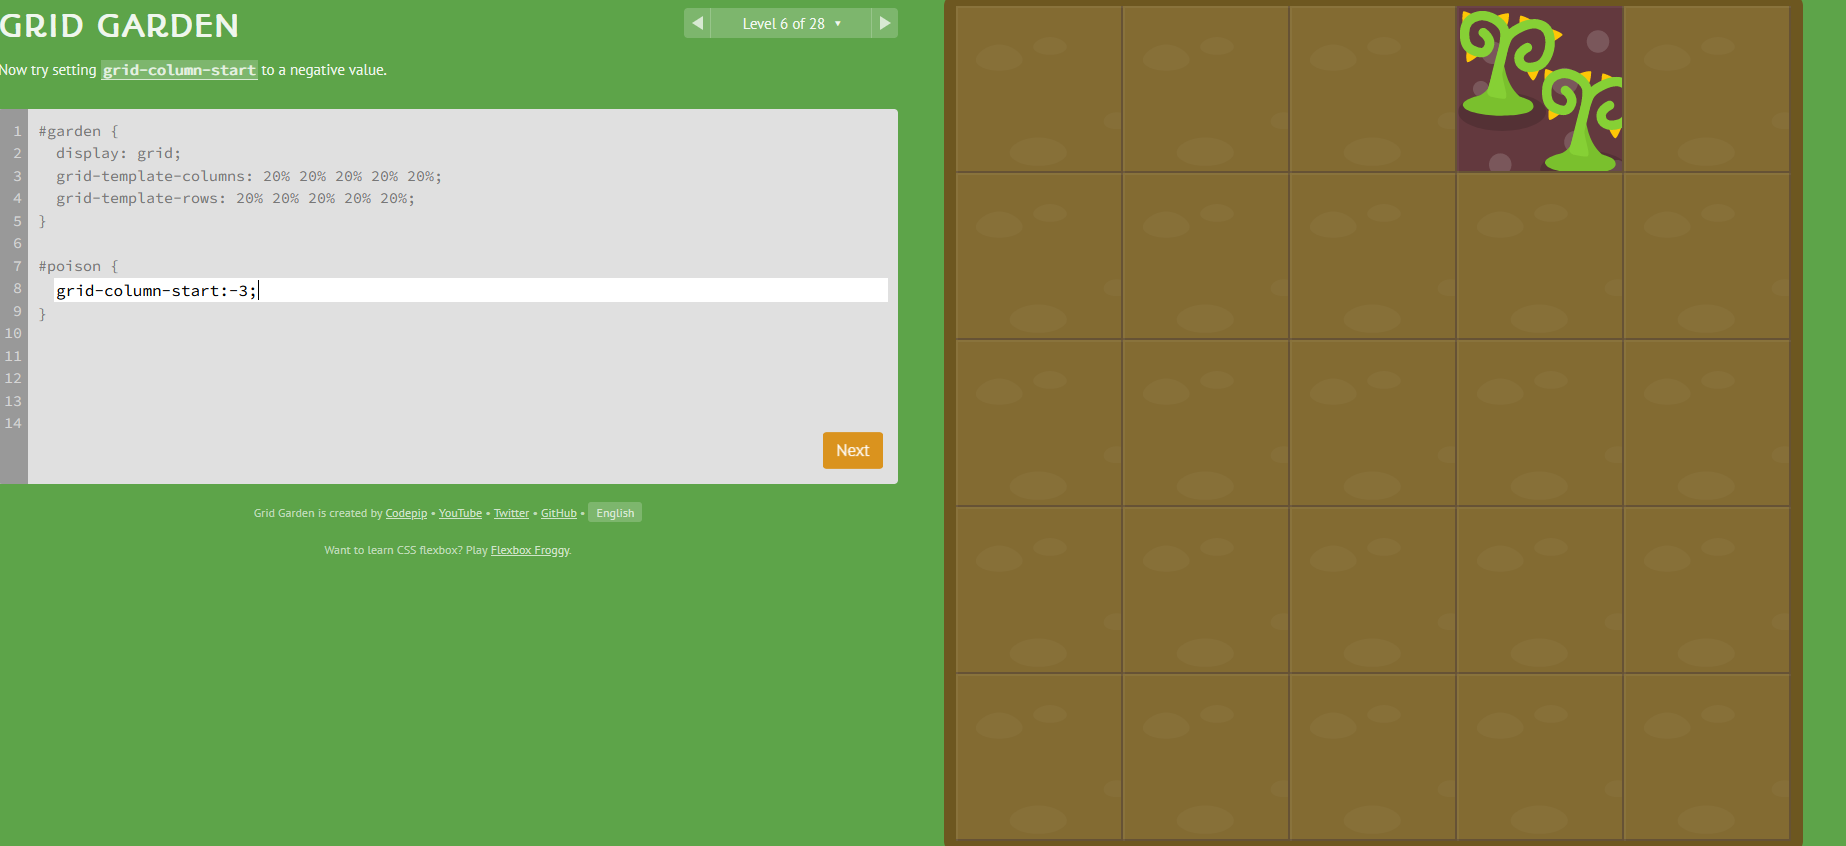 GRID GARDEN
◀ Level 6 of 28 ▼ ▶
Now try setting grid-column-start to a negative value.
1 #garden {
2 display: grid;
3 grid-template-columns: 20% 20% 20% 20% 20%;
4 grid-template-rows: 20% 20% 20% 20% 20%;
5 }
6
7 #poison {
8 grid-column-start:-3;
9 }
10
11
12
13
14
Next
Grid Garden is created by Codepip • YouTube • Twitter • GitHub • English
Want to learn CSS flexbox? Play Flexbox Froggy.